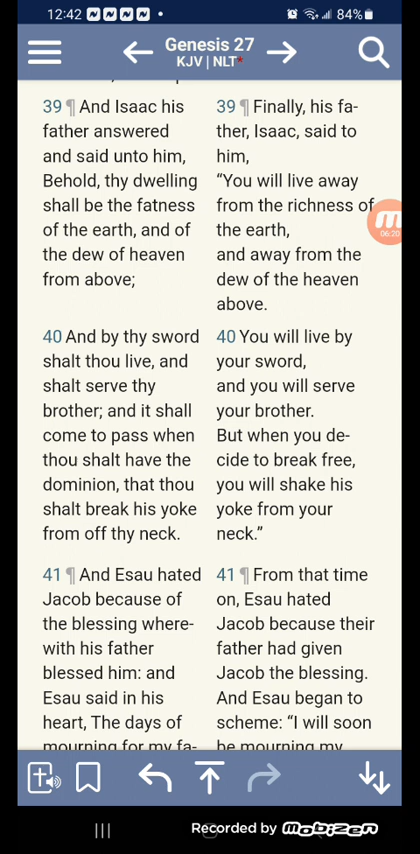 12:42 84%
Genesis 27
KJV | NLT*
39 ¶ And Isaac his
father answered
and said unto him,
Behold, thy dwelling
shall be the fatness
of the earth, and of
the dew of heaven
from above;
40 And by thy sword
shalt thou live, and
shalt serve thy
brother; and it shall
come to pass when
thou shalt have the
dominion, that thou
shalt break his yoke
from off thy neck.
41 ¶ And Esau hated
Jacob because of
the blessing where-
with his father
blessed him: and
Esau said in his
heart, The days of
mourning for my fa-
39 ¶ Finally, his fa-
ther, Isaac, said to
him,
“You will live away
from the richness of
the earth,
and away from the
dew of the heaven
above.
40 You will live by
your sword,
and you will serve
your brother.
But when you de-
cide to break free,
you will shake his
yoke from your
neck.”
41 ¶ From that time
on, Esau hated
Jacob because their
father had given
Jacob the blessing.
And Esau began to
scheme: “I will soon
be mourning my
06:20
Recorded by mobizen